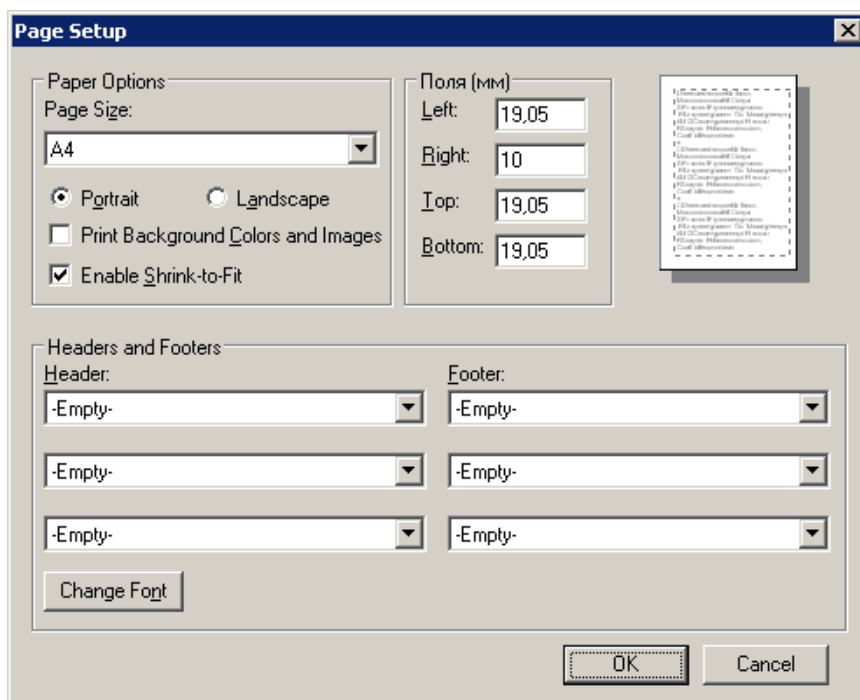 Page Setup
Paper Options
Page Size:
A4
Portrait
Landscape
Print Background Colors and Images
Enable Shrink-to-Fit
Поля (мм)
Left:
19,05
Right:
10
Top:
19,05
Bottom:
19,05
Headers and Footers
Header:
Footer:
-Empty-
-Empty-
-Empty-
-Empty-
-Empty-
-Empty-
Change Font
OK
Cancel